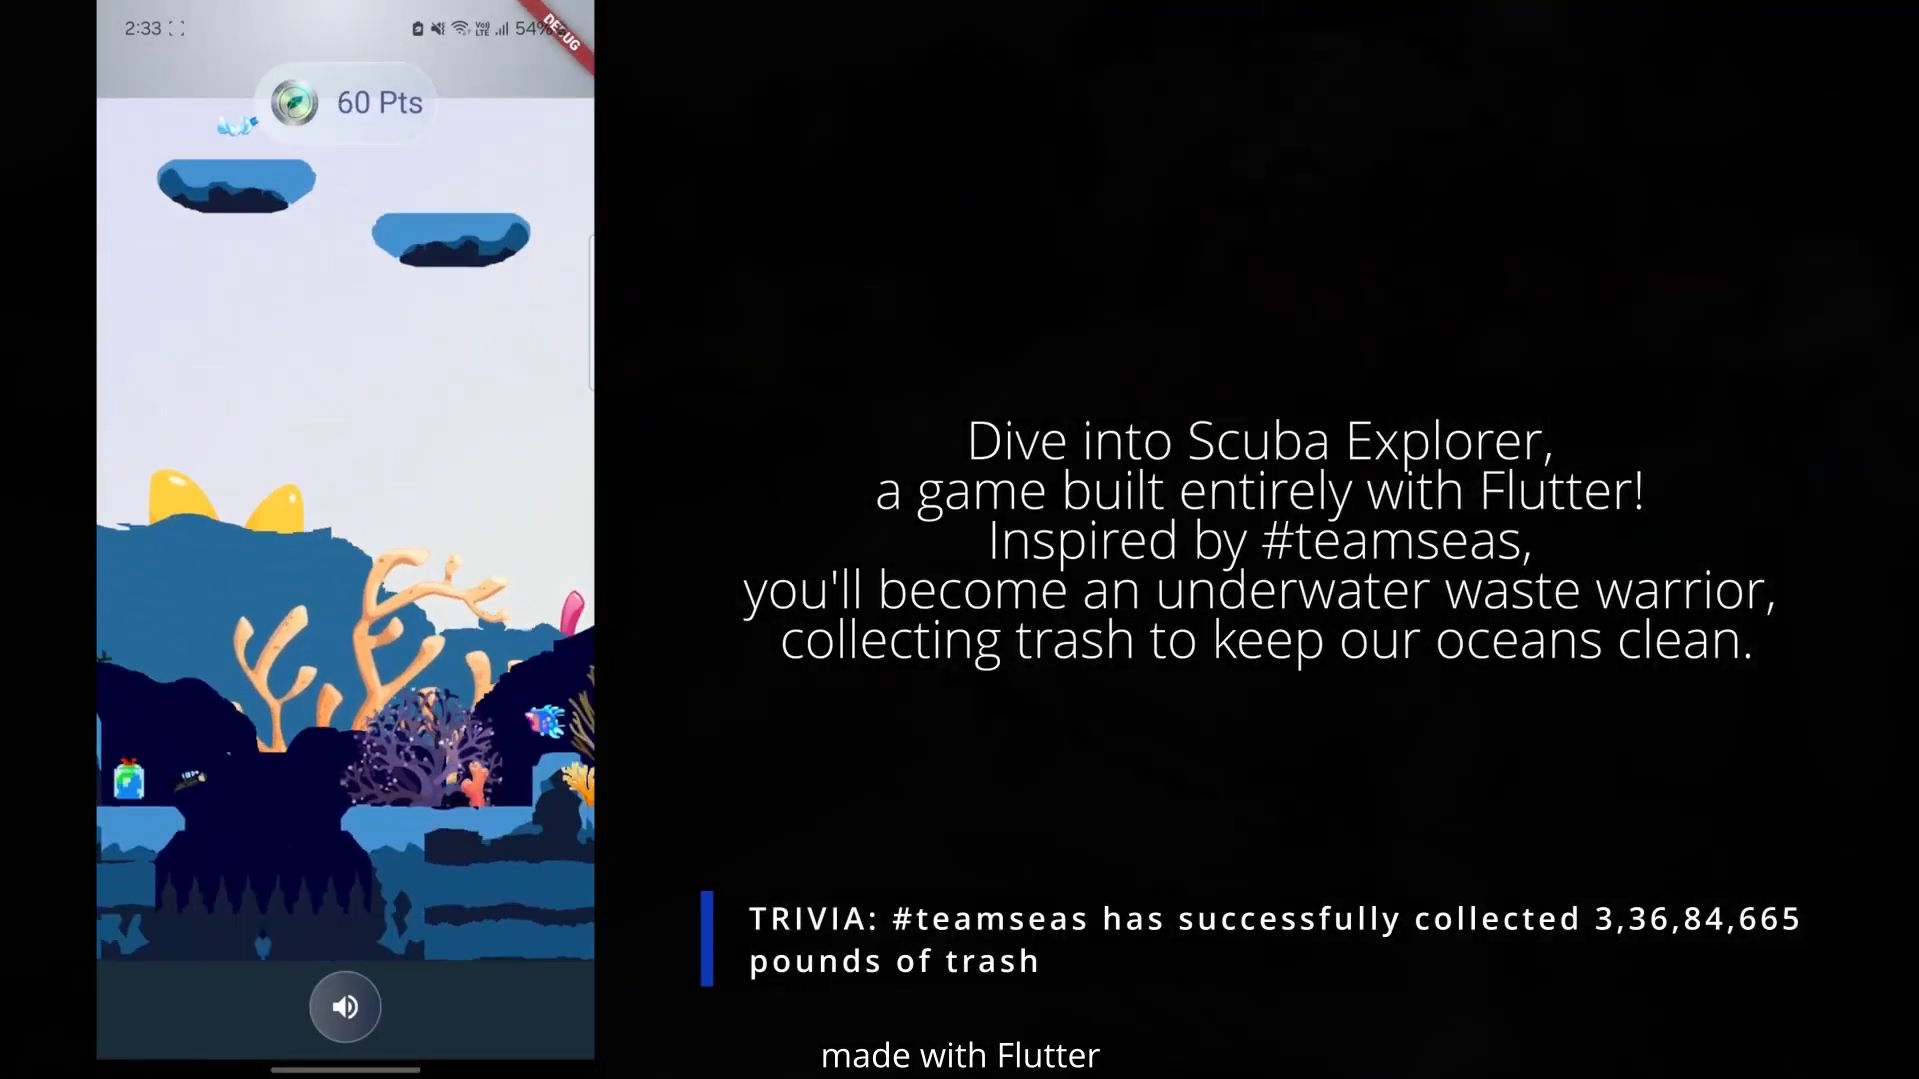 2:33
Vo)) LTE
54%
DEBUG
60 Pts
Dive into Scuba Explorer,
a game built entirely with Flutter!
Inspired by #teamseas,
you'll become an underwater waste warrior,
collecting trash to keep our oceans clean.
TRIVIA: #teamseas has successfully collected 3,36,84,665
pounds of trash
made with Flutter